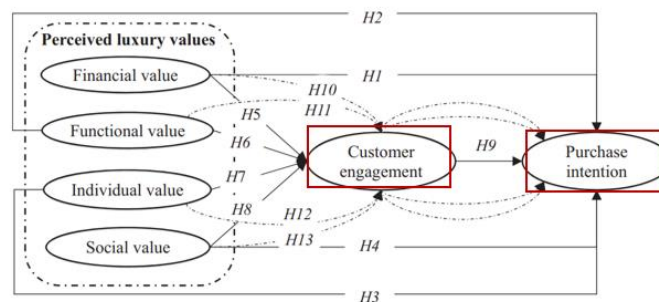 H2
Perceived luxury values
Financial value
H1
H10
H11
H5
Functional value
H6
Customer
engagement
H9
Purchase
intention
H7
Individual value
H8
H12
Social value
H13
H4
H3